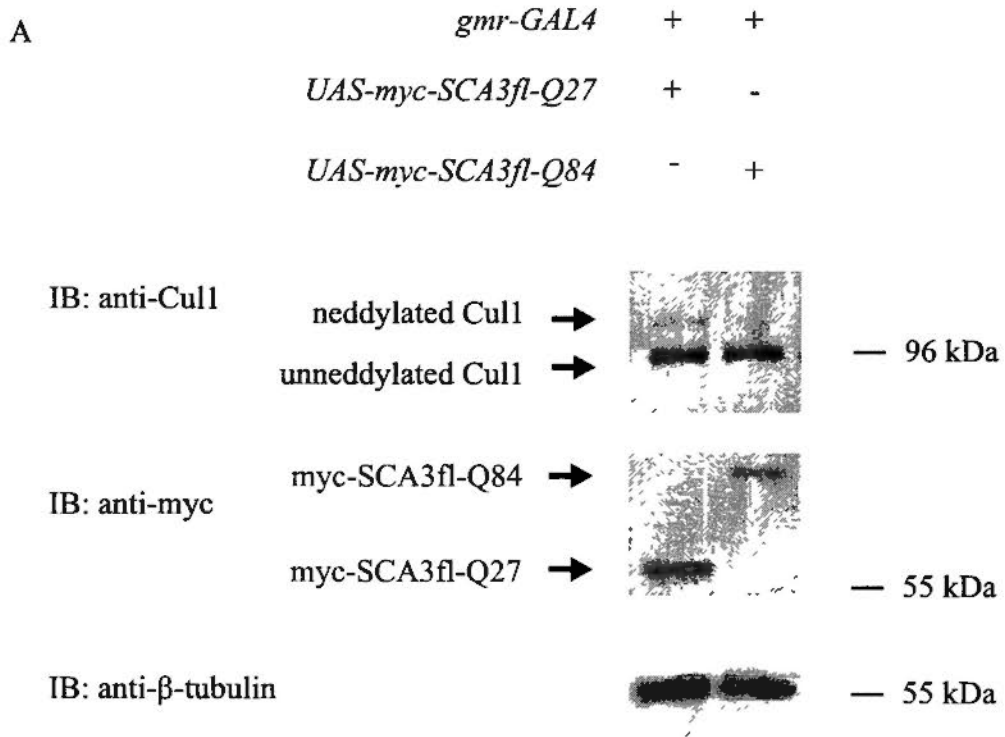 A
gmr-GAL4 + +
UAS-myc-SCA3fl-Q27 + -
UAS-myc-SCA3fl-Q84 - +
IB: anti-Cul1
neddylated Cul1
unneddylated Cul1
96 kDa
IB: anti-myc
myc-SCA3fl-Q84
myc-SCA3fl-Q27
55 kDa
IB: anti-β-tubulin
55 kDa